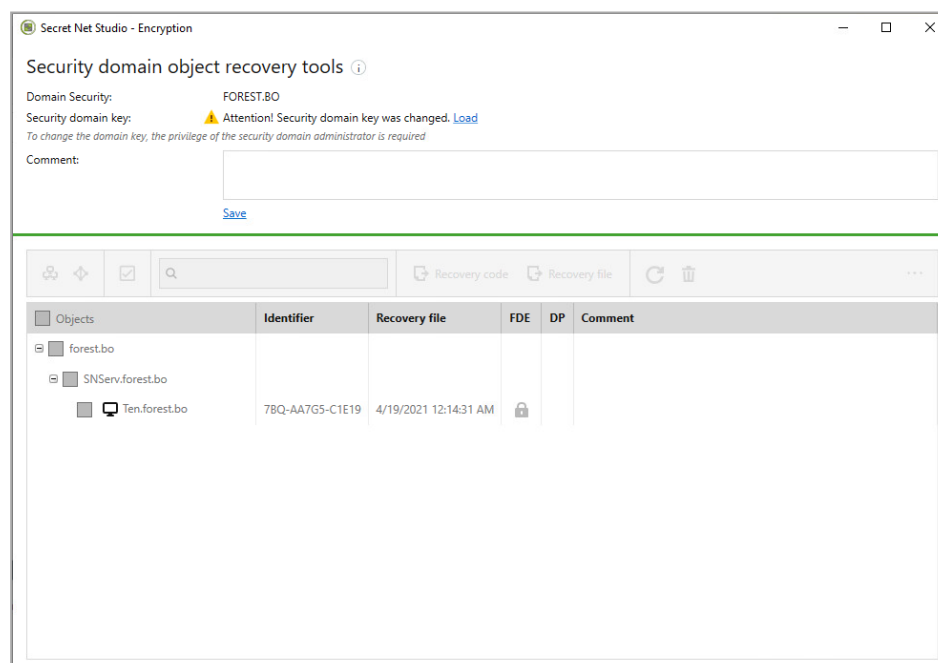 Secret Net Studio - Encryption
Security domain object recovery tools
Domain Security: FOREST.BO
Security domain key: Attention! Security domain key was changed. Load
To change the domain key, the privilege of the security domain administrator is required
Comment:
Save
Recovery code Recovery file
Objects Identifier Recovery file FDE DP Comment
forest.bo
SNServ.forest.bo
Ten.forest.bo 7BQ-AA7G5-C1E19 4/19/2021 12:14:31 AM